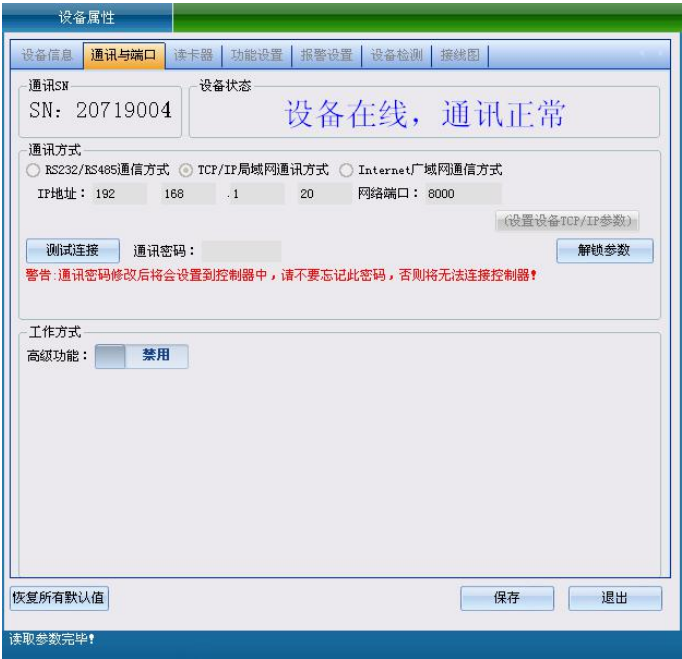 设备属性
设备信息 通讯与端口 读卡器 功能设置 报警设置 设备检测 接线图
通讯SN 设备状态
SN: 20719004 设备在线，通讯正常
通讯方式
RS232/RS485通信方式 TCP/IP局域网通讯方式 Internet广域网通信方式
IP地址：192 168 .1 20 网络端口：8000
(设置设备TCP/IP参数)
测试连接 通讯密码： 解锁参数
警告:通讯密码修改后将会设置到控制器中，请不要忘记此密码，否则将无法连接控制器！
工作方式
高级功能： 禁用
恢复所有默认值 保存 退出
读取参数完毕！